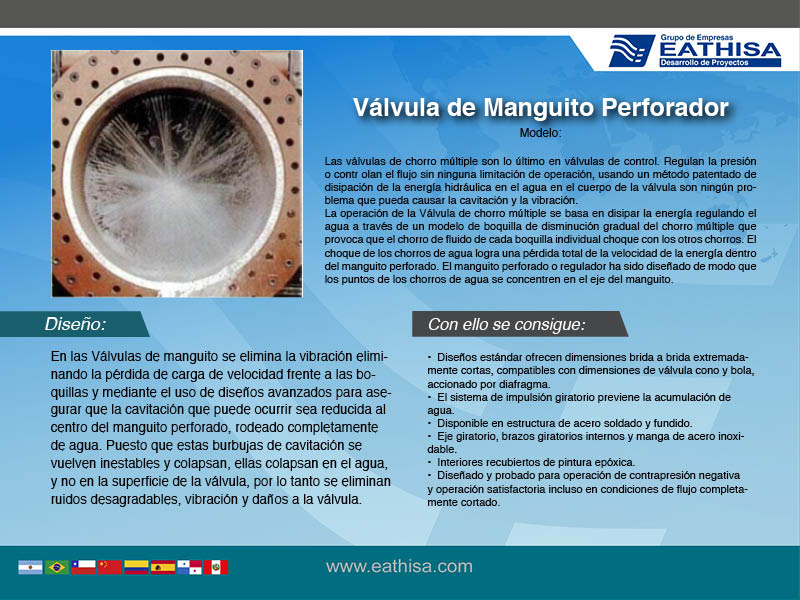 Grupo de Empresas
EATHISA
Desarrollo de Proyectos
Válvula de Manguito Perforador
Modelo:
Las válvulas de chorro múltiple son lo último en válvulas de control. Regulan la presión
o contr olan el flujo sin ninguna limitación de operación, usando un método patentado de
disipación de la energía hidráulica en el agua en el cuerpo de la válvula son ningún pro-
blema que pueda causar la cavitación y la vibración.
La operación de la Válvula de chorro múltiple se basa en disipar la energía regulando el
agua a través de un modelo de boquilla de disminución gradual del chorro múltiple que
provoca que el chorro de fluido de cada boquilla individual choque con los otros chorros. El
choque de los chorros de agua logra una pérdida total de la velocidad de la energía dentro
del manguito perforado. El manguito perforado o regulador ha sido diseñado de modo que
los puntos de los chorros de agua se concentren en el eje del manguito.
Diseño:
En las Válvulas de manguito se elimina la vibración elimi-
nando la pérdida de carga de velocidad frente a las bo-
quillas y mediante el uso de diseños avanzados para ase-
gurar que la cavitación que puede ocurrir sea reducida al
centro del manguito perforado, rodeado completamente
de agua. Puesto que estas burbujas de cavitación se
vuelven inestables y colapsan, ellas colapsan en el agua,
y no en la superficie de la válvula, por lo tanto se eliminan
ruidos desagradables, vibración y daños a la válvula.
Con ello se consigue:
· Diseños estándar ofrecen dimensiones brida a brida extremada-
mente cortas, compatibles con dimensiones de válvula cono y bola,
accionado por diafragma.
· El sistema de impulsión giratorio previene la acumulación de
agua.
· Disponible en estructura de acero soldado y fundido.
· Eje giratorio, brazos giratorios internos y manga de acero inoxi-
dable.
· Interiores recubiertos de pintura epóxica.
· Diseñado y probado para operación de contrapresión negativa
y operación satisfactoria incluso en condiciones de flujo completa-
mente cortado.
www.eathisa.com